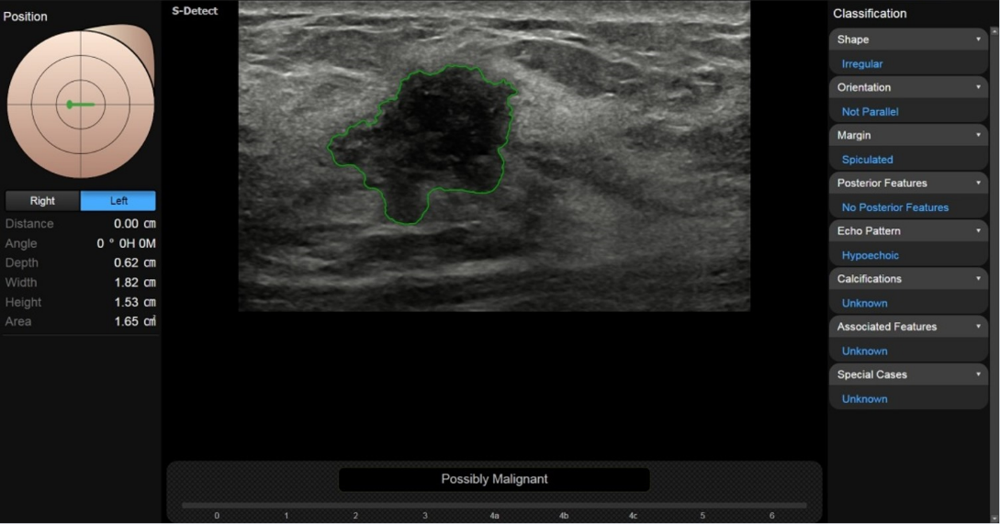 Position
Right Left
Distance 0.00 cm
Angle 0 ° 0H 0M
Depth 0.62 cm
Width 1.82 cm
Height 1.53 cm
Area 1.65 cm²
S-Detect
Possibly Malignant
0 1 2 3 4a 4b 4c 5 6
Classification
Shape
Irregular
Orientation
Not Parallel
Margin
Spiculated
Posterior Features
No Posterior Features
Echo Pattern
Hypoechoic
Calcifications
Unknown
Associated Features
Unknown
Special Cases
Unknown